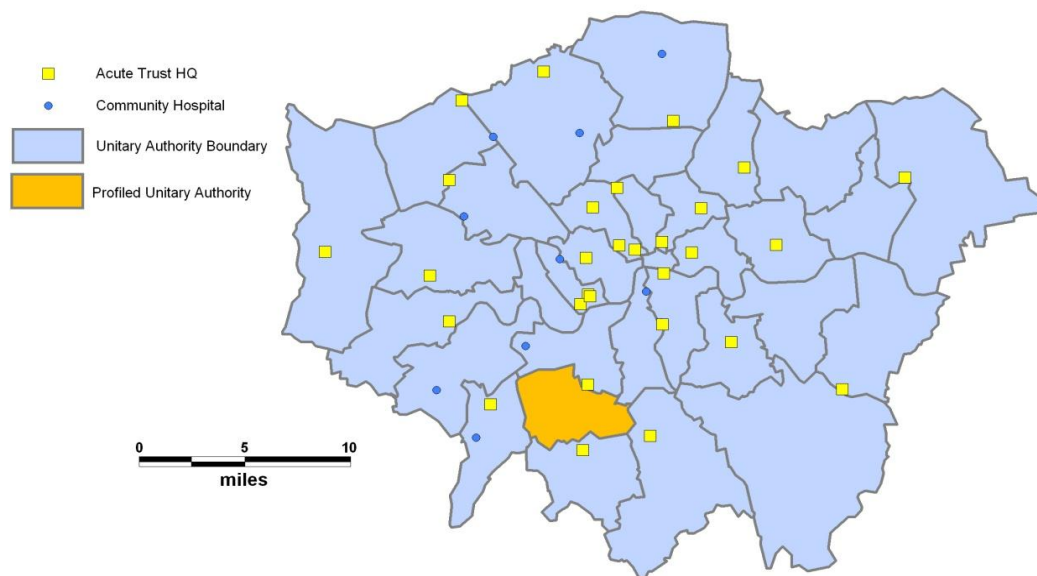 Acute Trust HQ
Community Hospital
Unitary Authority Boundary
Profiled Unitary Authority
0 5 10
miles